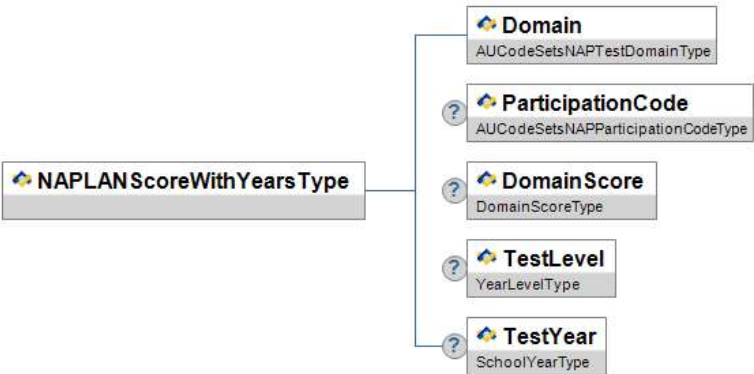 Domain
AUCodeSetsNAPTestDomainType
? ParticipationCode
AUCodeSetsNAPParticipationCodeType
NAPLANScoreWithYearsType
? DomainScore
DomainScoreType
? TestLevel
YearLevelType
? TestYear
SchoolYearType